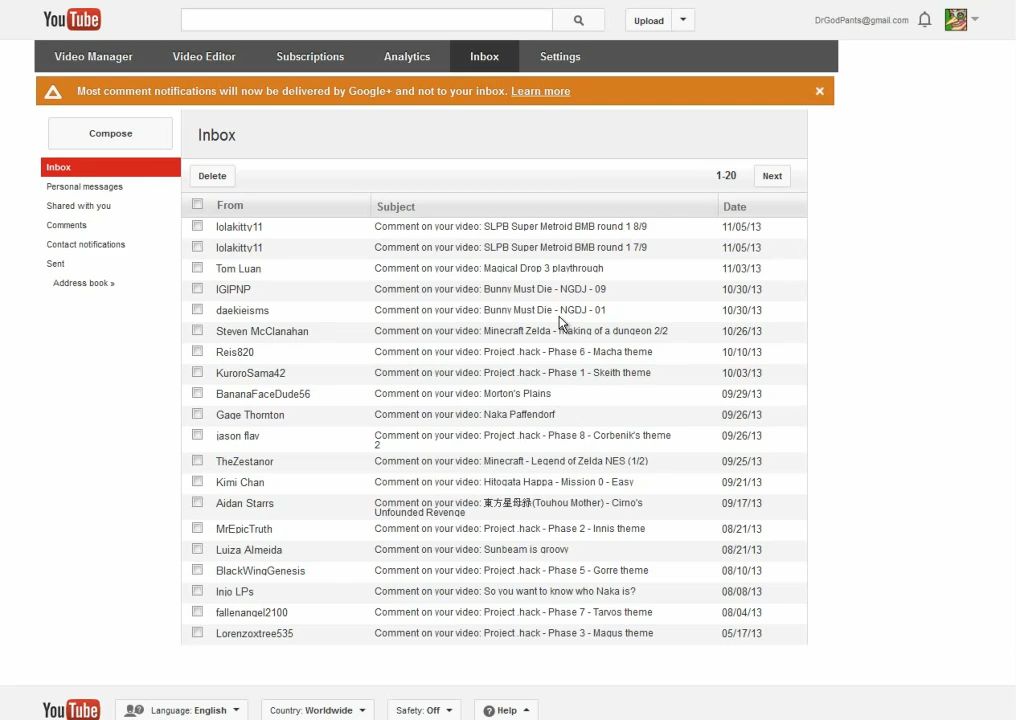 YouTube
Upload
DrGodPants@gmail.com
Video Manager Video Editor Subscriptions Analytics Inbox Settings
Most comment notifications will now be delivered by Google+ and not to your inbox. Learn more
Compose
Inbox
Personal messages
Shared with you
Comments
Contact notifications
Sent
Address book »
Inbox
Delete 1-20 Next
From Subject Date
lolakitty11 Comment on your video: SLPB Super Metroid BMB round 1 8/9 11/05/13
lolakitty11 Comment on your video: SLPB Super Metroid BMB round 1 7/9 11/05/13
Tom Luan Comment on your video: Magical Drop 3 playthrough 11/03/13
IGIPNP Comment on your video: Bunny Must Die - NGDJ - 09 10/30/13
daekieisms Comment on your video: Bunny Must Die - NGDJ - 01 10/30/13
Steven McClanahan Comment on your video: Minecraft Zelda - Making of a dungeon 2/2 10/26/13
Reis820 Comment on your video: Project .hack - Phase 6 - Macha theme 10/10/13
KuroroSama42 Comment on your video: Project .hack - Phase 1 - Skeith theme 10/03/13
BananaFaceDude56 Comment on your video: Morton's Plains 09/29/13
Gage Thornton Comment on your video: Naka Paffendorf 09/26/13
jason flav Comment on your video: Project .hack - Phase 8 - Corbenik's theme 09/26/13
2
TheZestanor Comment on your video: Minecraft - Legend of Zelda NES (1/2) 09/25/13
Kimi Chan Comment on your video: Hitogata Happa - Mission 0 - Easy 09/21/13
Aidan Starrs Comment on your video: 東方星母録(Touhou Mother) - Cirno's 09/17/13
Unfounded Revenge
MrEpicTruth Comment on your video: Project .hack - Phase 2 - Innis theme 08/21/13
Luiza Almeida Comment on your video: Sunbeam is groovy 08/21/13
BlackWingGenesis Comment on your video: Project .hack - Phase 5 - Gorre theme 08/10/13
Injo LPs Comment on your video: So you want to know who Naka is? 08/08/13
fallenangel2100 Comment on your video: Project .hack - Phase 7 - Tarvos theme 08/04/13
Lorenzoxtree535 Comment on your video: Project .hack - Phase 3 - Magus theme 05/17/13
YouTube Language: English Country: Worldwide Safety: Off Help